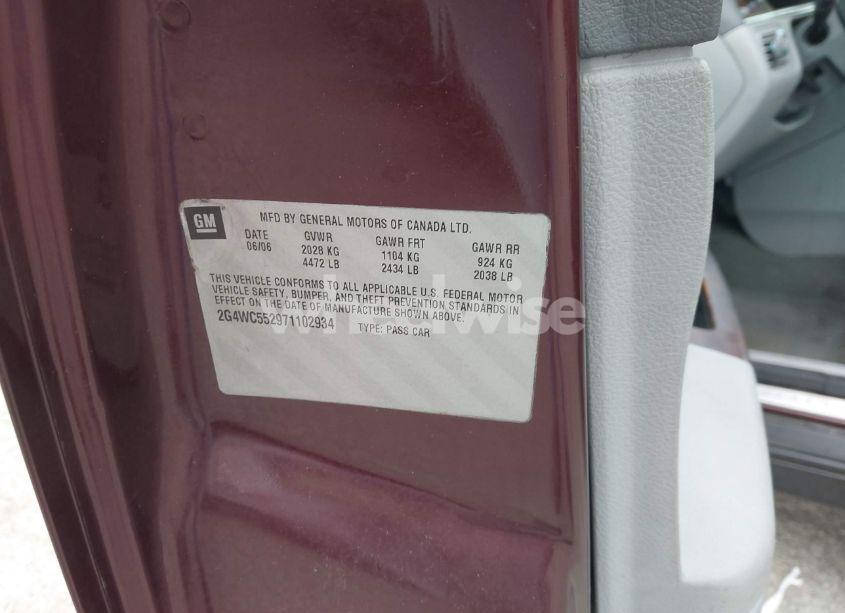 GM
MFD BY GENERAL MOTORS OF CANADA LTD.
DATE GVWR GAWR FRT GAWR RR
06/06 2028 KG 1104 KG 924 KG
4472 LB 2434 LB 2038 LB
THIS VEHICLE CONFORMS TO ALL APPLICABLE U.S. FEDERAL MOTOR
VEHICLE SAFETY, BUMPER, AND THEFT PREVENTION STANDARDS IN
EFFECT ON THE DATE OF MANUFACTURE SHOWN ABOVE.
2G4WC552971102934 TYPE: PASS CAR